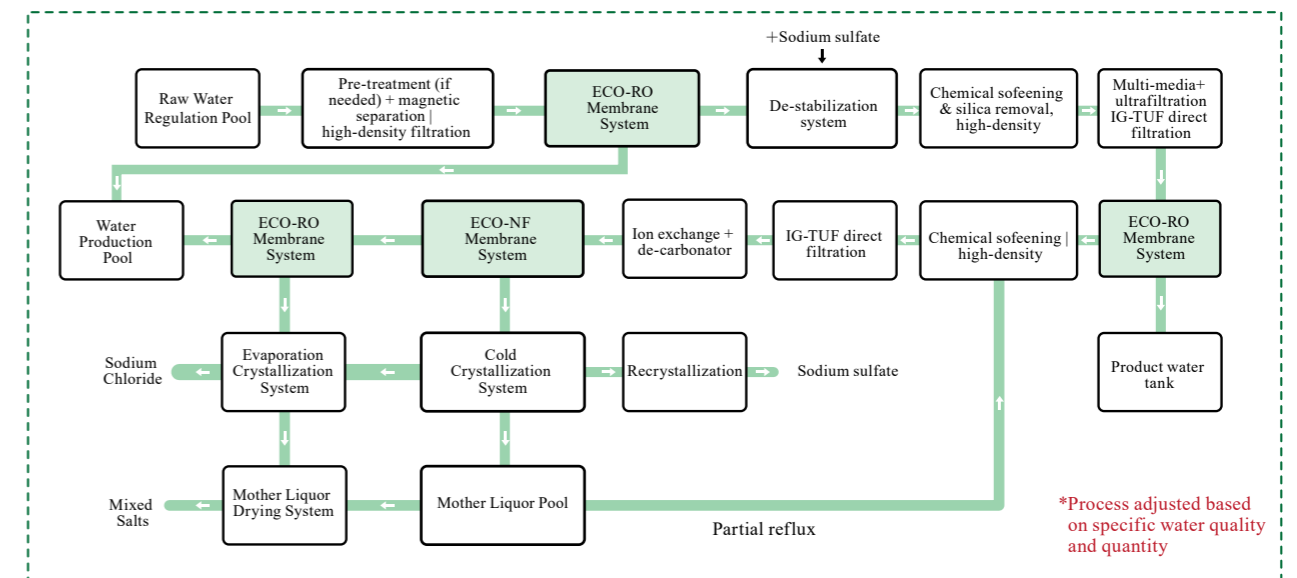 +Sodium sulfate
Raw Water
Regulation Pool
Pre-treatment (if
needed) + magnetic
separation |
high-density filtration
ECO-RO
Membrane
System
De-stabilization
system
Chemical sofeening
& silica removal,
high-density
Multi-media+
ultrafiltration
IG-TUF direct
filtration
Water
Production
Pool
ECO-RO
Membrane
System
ECO-NF
Membrane
System
Ion exchange +
de-carbonator
IG-TUF direct
filtration
Chemical sofeening |
high-density
ECO-RO
Membrane
System
Sodium
Chloride
Evaporation
Crystallization
System
Cold
Crystallization
System
Recrystallization
Sodium sulfate
Product water
tank
Mixed
Salts
Mother Liquor
Drying System
Mother Liquor Pool
Partial reflux
*Process adjusted based
on specific water quality
and quantity